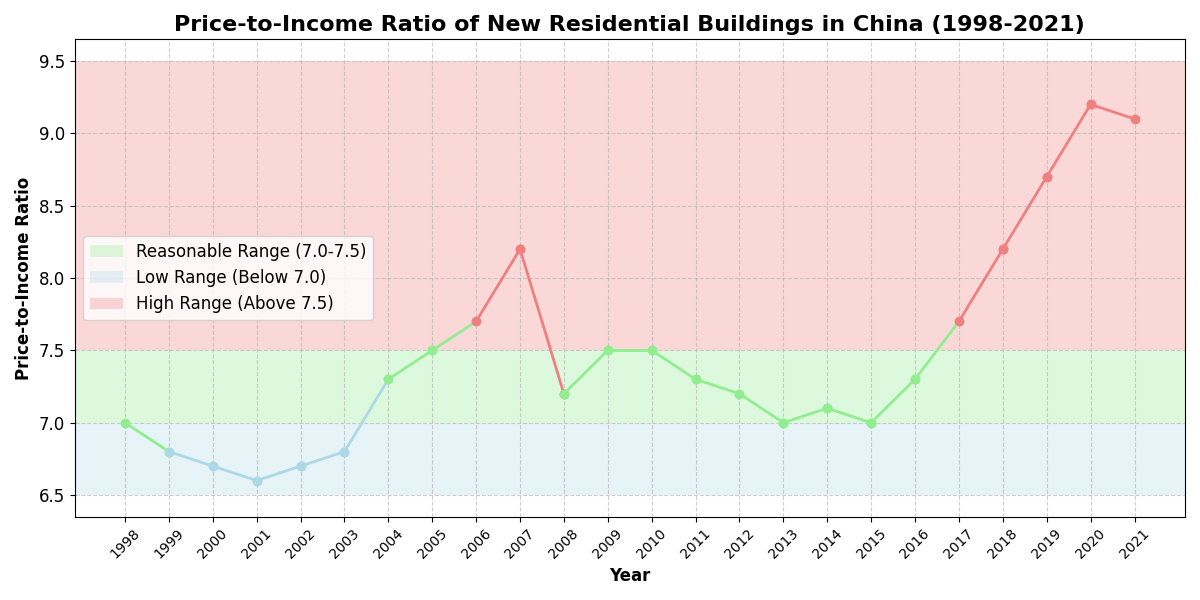 Price-to-Income Ratio of New Residential Buildings in China (1998-2021)
Price-to-Income Ratio
9.5
9.0
8.5
8.0
7.5
7.0
6.5
Reasonable Range (7.0-7.5)
Low Range (Below 7.0)
High Range (Above 7.5)
1998 1999 2000 2001 2002 2003 2004 2005 2006 2007 2008 2009 2010 2011 2012 2013 2014 2015 2016 2017 2018 2019 2020 2021
Year